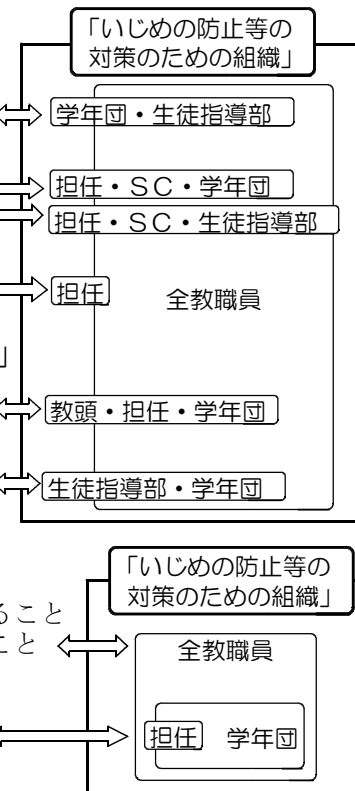 「いじめの防止等の
対策のための組織」
学年団・生徒指導部
担任・SC・学年団
担任・SC・生徒指導部
担任
全教職員
」
教頭・担任・学年団
生徒指導部・学年団
「いじめの防止等の
対策のための組織」
ること
こと
全教職員
担任 学年団